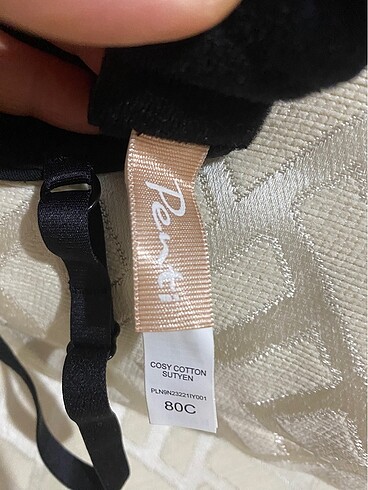 Penti
COSY COTTON
SUTYEN
PLN9N23221IY001
80C